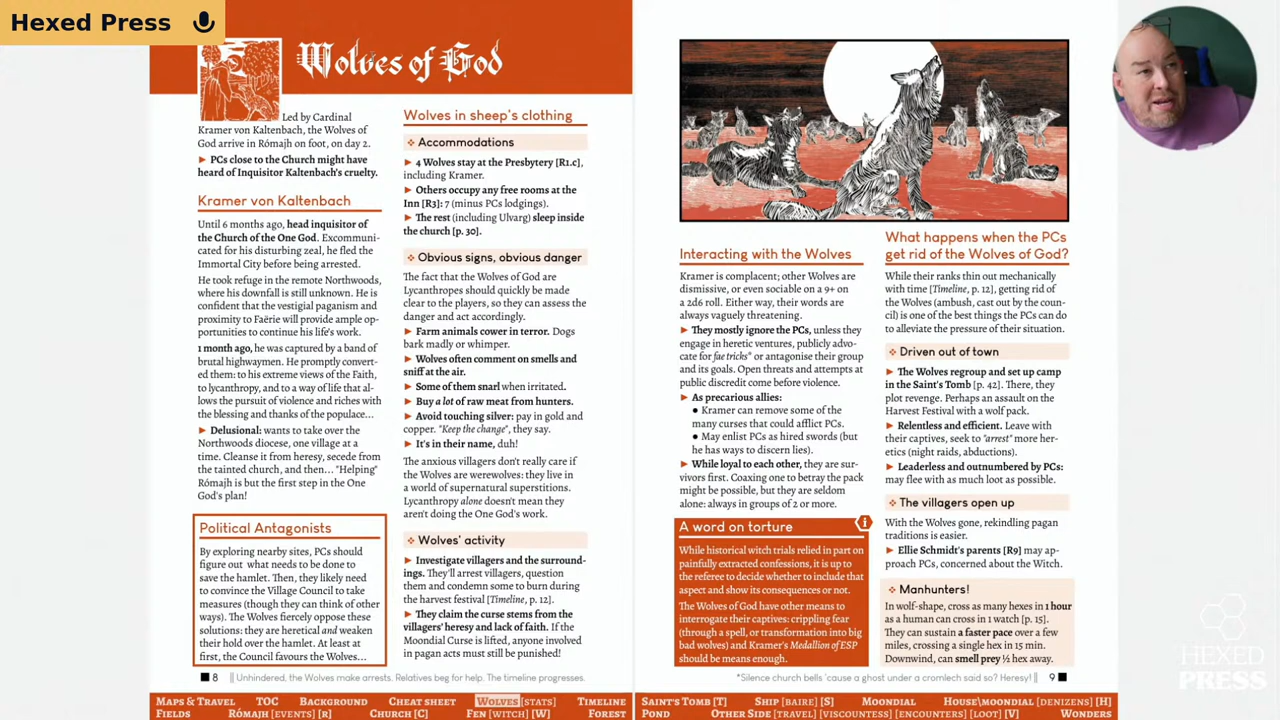 Hexed Press
Wolves of God
Led by Cardinal
Kramer von Kaltenbach, the Wolves of
God arrive in Rómajh on foot, on day 2.
► PCs close to the Church might have
heard of Inquisitor Kaltenbach's cruelty.
Kramer von Kaltenbach
Until 6 months ago, head inquisitor of
the Church of the One God. Excommuni-
cated for his disturbing zeal, he fled the
Immortal City before being arrested.
He took refuge in the remote Northwoods,
where his downfall is still unknown. He is
confident that the vestigial paganism and
proximity to Faërie will provide ample op-
portunities to continue his life's work.
1 month ago, he was captured by a band of
brutal highwaymen. He promptly convert-
ed them: to his extreme views of the Faith,
to lycanthropy, and to a way of life that al-
lows the pursuit of violence and riches with
the blessing and thanks of the populace...
► Delusional: wants to take over the
Northwoods diocese, one village at a
time. Cleanse it from heresy, secede from
the tainted church, and then... "Helping"
Rómajh is but the first step in the One
God's plan!
Political Antagonists
By exploring nearby sites, PCs should
figure out what needs to be done to
save the hamlet. Then, they likely need
to convince the Village Council to take
measures (though they can think of other
ways). The Wolves fiercely oppose these
solutions: they are heretical and weaken
their hold over the hamlet. At least at
first, the Council favours the Wolves...
Wolves in sheep's clothing
❖ Accommodations
► 4 Wolves stay at the Presbytery [R1.c],
including Kramer.
► Others occupy any free rooms at the
Inn [R3]: 7 (minus PCs lodgings).
► The rest (including Ulvarg) sleep inside
the church [p. 30].
❖ Obvious signs, obvious danger
The fact that the Wolves of God are
Lycanthropes should quickly be made
clear to the players, so they can assess the
danger and act accordingly.
► Farm animals cower in terror. Dogs
bark madly or whimper.
► Wolves often comment on smells and
sniff at the air.
► Some of them snarl when irritated.
► Buy a lot of raw meat from hunters.
► Avoid touching silver: pay in gold and
copper. "Keep the change", they say.
► It's in their name, duh!
The anxious villagers don't really care if
the Wolves are werewolves: they live in
a world of supernatural superstitions.
Lycanthropy alone doesn't mean they
aren't doing the One God's work.
❖ Wolves' activity
► Investigate villagers and the surround-
ings. They'll arrest villagers, question
them and condemn some to burn during
the harvest festival [Timeline, p. 12].
► They claim the curse stems from the
villagers' heresy and lack of faith. If the
Moondial Curse is lifted, anyone involved
in pagan acts must still be punished!
■ 8 || Unhindered, the Wolves make arrests. Relatives beg for help. The timeline progresses.
Interacting with the Wolves
Kramer is complacent; other Wolves are
dismissive, or even sociable on a 9+ on
a 2d6 roll. Either way, their words are
always vaguely threatening.
► They mostly ignore the PCs, unless they
engage in heretic ventures, publicly advo-
cate for fae tricks* or antagonise their group
and its goals. Open threats and attempts at
public discredit come before violence.
► As precarious allies:
● Kramer can remove some of the
many curses that could afflict PCs.
● May enlist PCs as hired swords (but
he has ways to discern lies).
► While loyal to each other, they are sur-
vivors first. Coaxing one to betray the pack
might be possible, but they are seldom
alone: always in groups of 2 or more.
A word on torture
i
While historical witch trials relied in part on
painfully extracted confessions, it is up to
the referee to decide whether to include that
aspect and show its consequences or not.
The Wolves of God have other means to
interrogate their captives: crippling fear
(through a spell, or transformation into big
bad wolves) and Kramer's Medallion of ESP
should be means enough.
What happens when the PCs
get rid of the Wolves of God?
While their ranks thin out mechanically
with time [Timeline, p. 12], getting rid of
the Wolves (ambush, cast out by the coun-
cil) is one of the best things the PCs can do
to alleviate the pressure of their situation.
❖ Driven out of town
► The Wolves regroup and set up camp
in the Saint's Tomb [p. 42]. There, they
plot revenge. Perhaps an assault on the
Harvest Festival with a wolf pack.
► Relentless and efficient. Leave with
their captives, seek to "arrest" more her-
etics (night raids, abductions).
► Leaderless and outnumbered by PCs:
may flee with as much loot as possible.
❖ The villagers open up
With the Wolves gone, rekindling pagan
traditions is easier.
► Ellie Schmidt's parents [R9] may ap-
proach PCs, concerned about the Witch.
❖ Manhunters!
In wolf-shape, cross as many hexes in 1 hour
as a human can cross in 1 watch [p. 15].
They can sustain a faster pace over a few
miles, crossing a single hex in 15 min.
Downwind, can smell prey ½ hex away.
*Silence church bells 'cause a ghost under a cromlech said so? Heresy! || 9 ■
Maps & Travel TOC Background Cheat sheet Wolves [stats] Timeline
Fields Rómajh [events] [R] Church [C] Fen [witch] [W] Forest
Saint's Tomb [T] Ship [Baire] [S] Moondial House\Moondial [denizens] [H]
Pond Other Side [travel] [Viscountess] [encounters] [loot] [V] Wonders
HEXED
PRESS